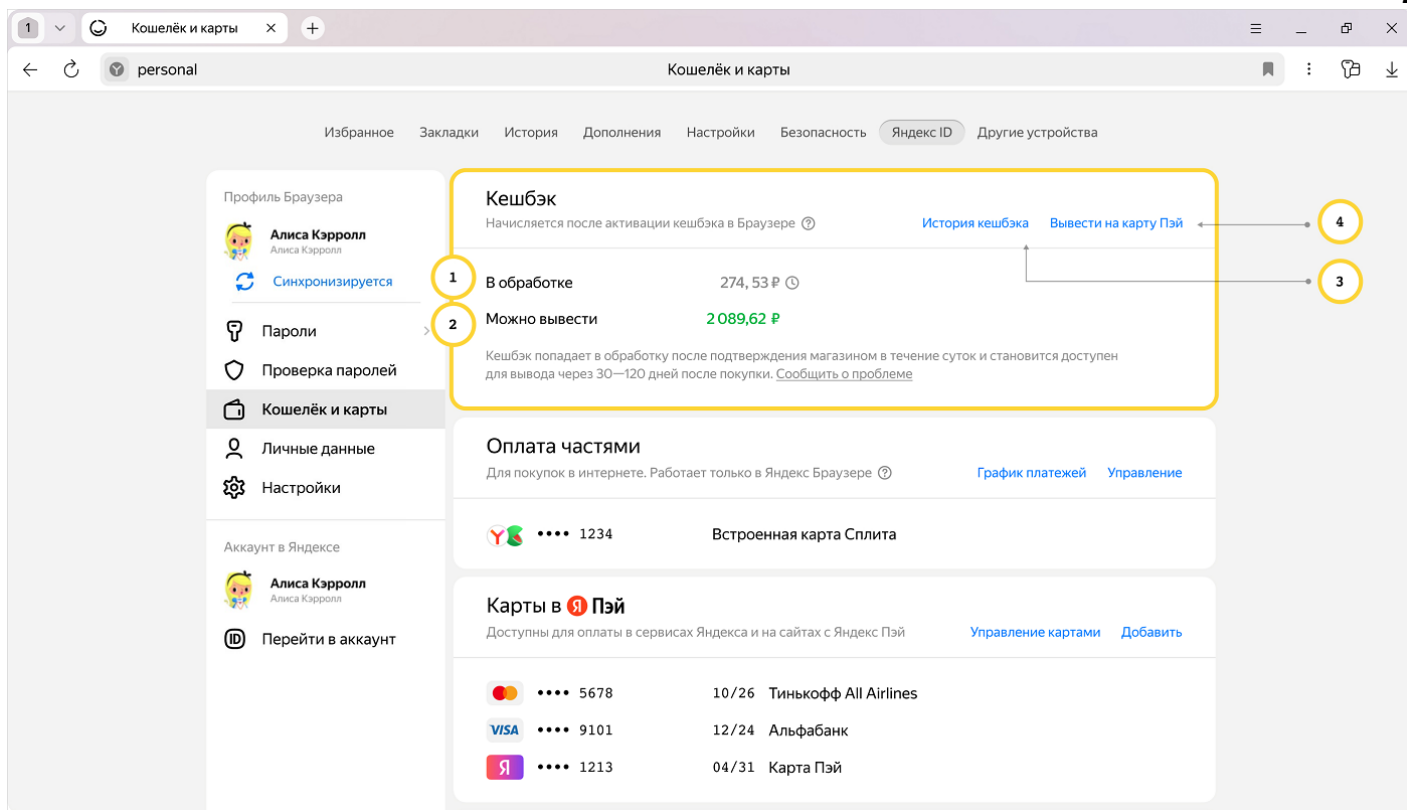 1
Кошелёк и карты
personal
Кошелёк и карты
Избранное Закладки История Дополнения Настройки Безопасность Яндекс ID Другие устройства
Профиль Браузера
Алиса Кэрролл
Алиса Кэрролл
Синхронизируется
Пароли
Проверка паролей
Кошелёк и карты
Личные данные
Настройки
Аккаунт в Яндексе
Алиса Кэрролл
Алиса Кэрролл
ID Перейти в аккаунт
Кешбэк
Начисляется после активации кешбэка в Браузере ? История кешбэка Вывести на карту Пэй
4
3
1 В обработке 274, 53 ₽
2 Можно вывести 2 089,62 ₽
Кешбэк попадает в обработку после подтверждения магазином в течение суток и становится доступен
для вывода через 30—120 дней после покупки. Сообщить о проблеме
Оплата частями
Для покупок в интернете. Работает только в Яндекс Браузере ? График платежей Управление
•••• 1234 Встроенная карта Сплита
Карты в Я Пэй
Доступны для оплаты в сервисах Яндекса и на сайтах с Яндекс Пэй Управление картами Добавить
•••• 5678 10/26 Тинькофф All Airlines
VISA •••• 9101 12/24 Альфабанк
Я •••• 1213 04/31 Карта Пэй